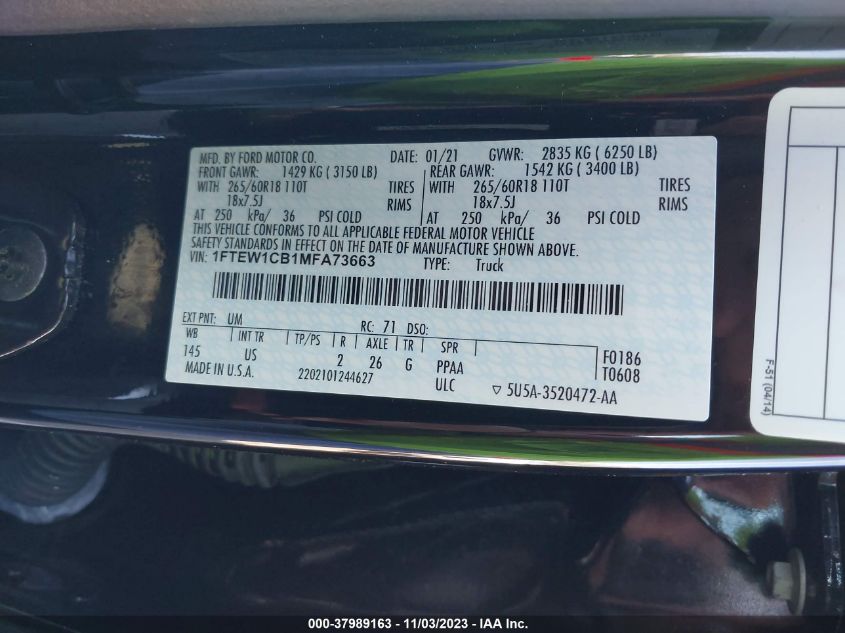 MFD. BY FORD MOTOR CO. DATE: 01/21 GVWR: 2835 KG ( 6250 LB)
FRONT GAWR: 1429 KG ( 3150 LB) REAR GAWR: 1542 KG ( 3400 LB)
WITH 265/60R18 110T TIRES WITH 265/60R18 110T TIRES
18x7.5J RIMS 18x7.5J RIMS
AT 250 kPa/ 36 PSI COLD AT 250 kPa/ 36 PSI COLD
THIS VEHICLE CONFORMS TO ALL APPLICABLE FEDERAL MOTOR VEHICLE
SAFETY STANDARDS IN EFFECT ON THE DATE OF MANUFACTURE SHOWN ABOVE.
VIN: 1FTEW1CB1MFA73663 TYPE: Truck
EXT PNT: UM RC: 71 DSO:
WB INT TR TP/PS R AXLE TR SPR
145 US 2 26 G PPAA F0186
MADE IN U.S.A. 2202101244627 ULC T0608
▽ 5U5A-3520472-AA
F-51 (04/14)
000-37989163 - 11/03/2023 - IAA Inc.